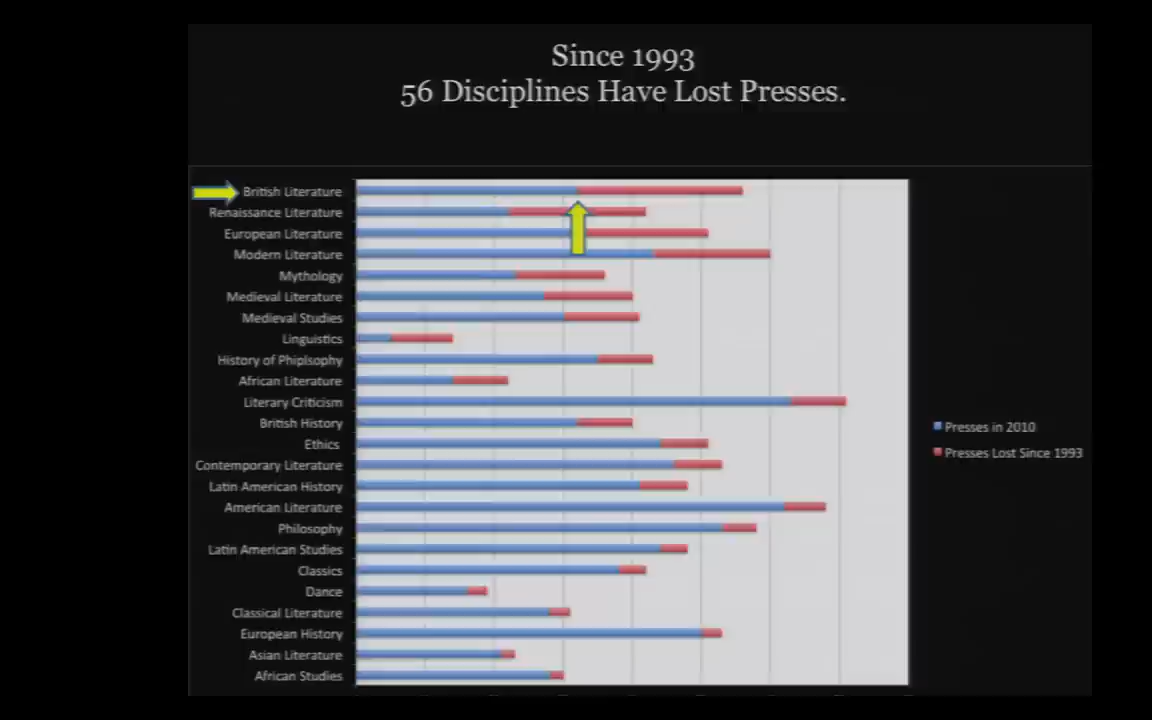 Since 1993
56 Disciplines Have Lost Presses.
British Literature
Renaissance Literature
European Literature
Modern Literature
Mythology
Medieval Literature
Medieval Studies
Linguistics
History of Phiplsophy
African Literature
Literary Criticism
British History
Ethics
Contemporary Literature
Latin American History
American Literature
Philosophy
Latin American Studies
Classics
Dance
Classical Literature
European History
Asian Literature
African Studies
Presses in 2010
Presses Lost Since 1993